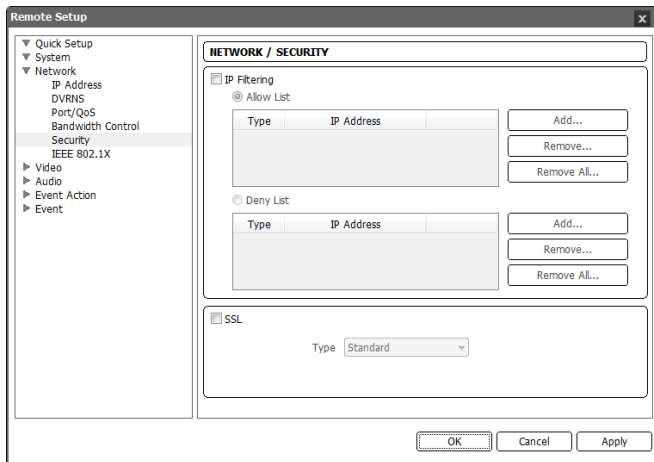 Remote Setup
x
Quick Setup
System
Network
IP Address
DVRNS
Port/QoS
Bandwidth Control
Security
IEEE 802.1X
Video
Audio
Event Action
Event
NETWORK / SECURITY
IP Filtering
Allow List
Type IP Address
Add...
Remove...
Remove All...
Deny List
Type IP Address
Add...
Remove...
Remove All...
SSL
Type Standard
OK Cancel Apply